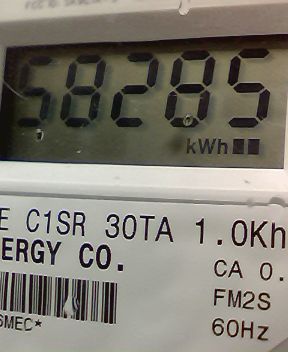 58285
kWh
E C1SR 30TA 1.0Kh
ERGY CO.
CA 0.
FM2S
SMEC*
60Hz